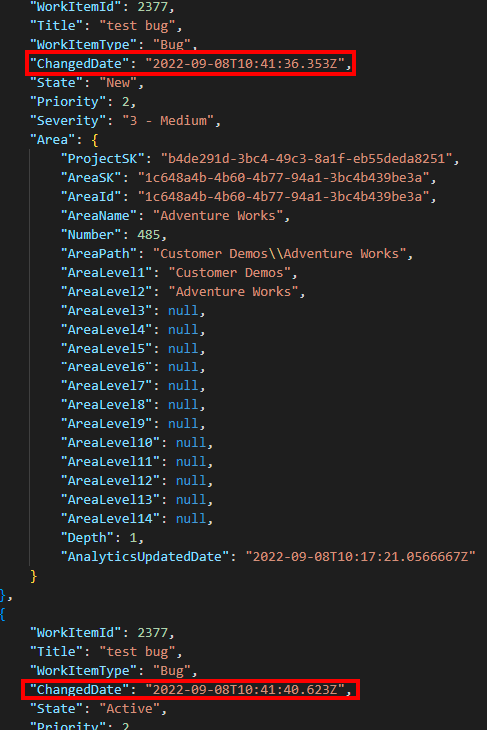 "WorkItemId": 2377,
"Title": "test bug",
"WorkItemType": "Bug",
"ChangedDate": "2022-09-08T10:41:36.353Z",
"State": "New",
"Priority": 2,
"Severity": "3 - Medium",
"Area": {
"ProjectSK": "b4de291d-3bc4-49c3-8a1f-eb55deda8251",
"AreaSK": "1c648a4b-4b60-4b77-94a1-3bc4b439be3a",
"AreaId": "1c648a4b-4b60-4b77-94a1-3bc4b439be3a",
"AreaName": "Adventure Works",
"Number": 485,
"AreaPath": "Customer Demos\\Adventure Works",
"AreaLevel1": "Customer Demos",
"AreaLevel2": "Adventure Works",
"AreaLevel3": null,
"AreaLevel4": null,
"AreaLevel5": null,
"AreaLevel6": null,
"AreaLevel7": null,
"AreaLevel8": null,
"AreaLevel9": null,
"AreaLevel10": null,
"AreaLevel11": null,
"AreaLevel12": null,
"AreaLevel13": null,
"AreaLevel14": null,
"Depth": 1,
"AnalyticsUpdatedDate": "2022-09-08T10:17:21.0566667Z"
}
},
{
"WorkItemId": 2377,
"Title": "test bug",
"WorkItemType": "Bug",
"ChangedDate": "2022-09-08T10:41:40.623Z",
"State": "Active",
"Priority": 2,